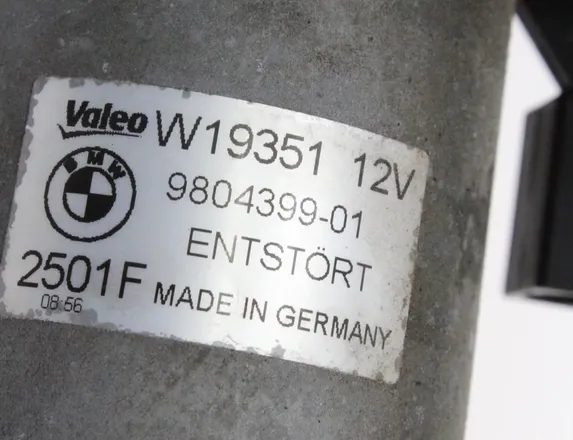 Valeo W19351 12V
BMW
9804399-01
ENTSTÖRT
2501F MADE IN GERMANY
08:56